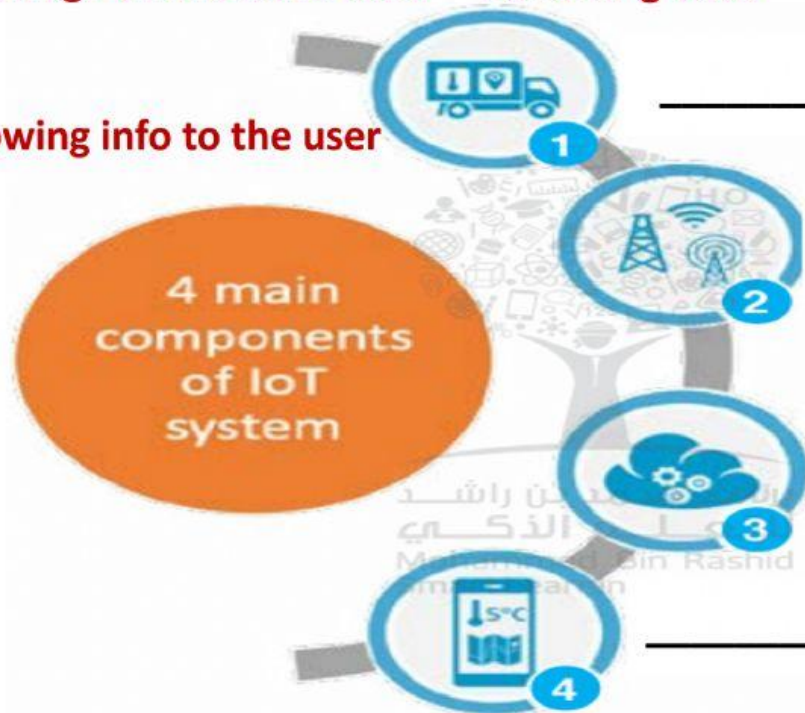 owing info to the user
1
2
4 main
components
of IoT
system
3
5°C
4